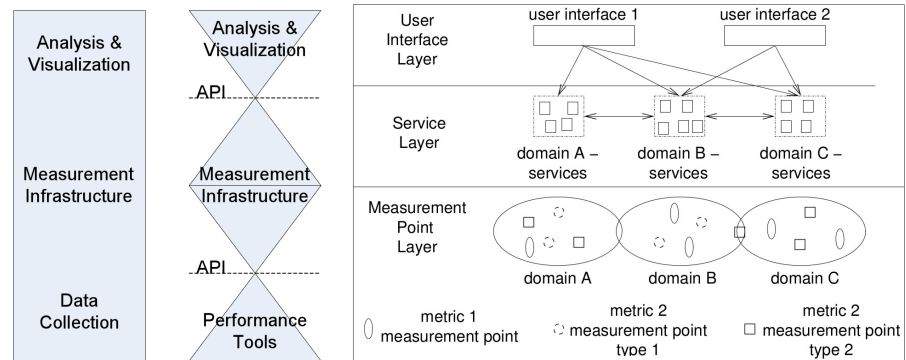 Analysis &
Visualization
Measurement
Infrastructure
Data
Collection
Analysis &
Visualization
API
Measurement
Infrastructure
API
Performance
Tools
User
Interface
Layer
user interface 1
user interface 2
Service
Layer
domain A –
services
domain B –
services
domain C –
services
Measurement
Point
Layer
domain A
domain B
domain C
metric 1
measurement point
metric 2
measurement point
type 1
metric 2
measurement point
type 2